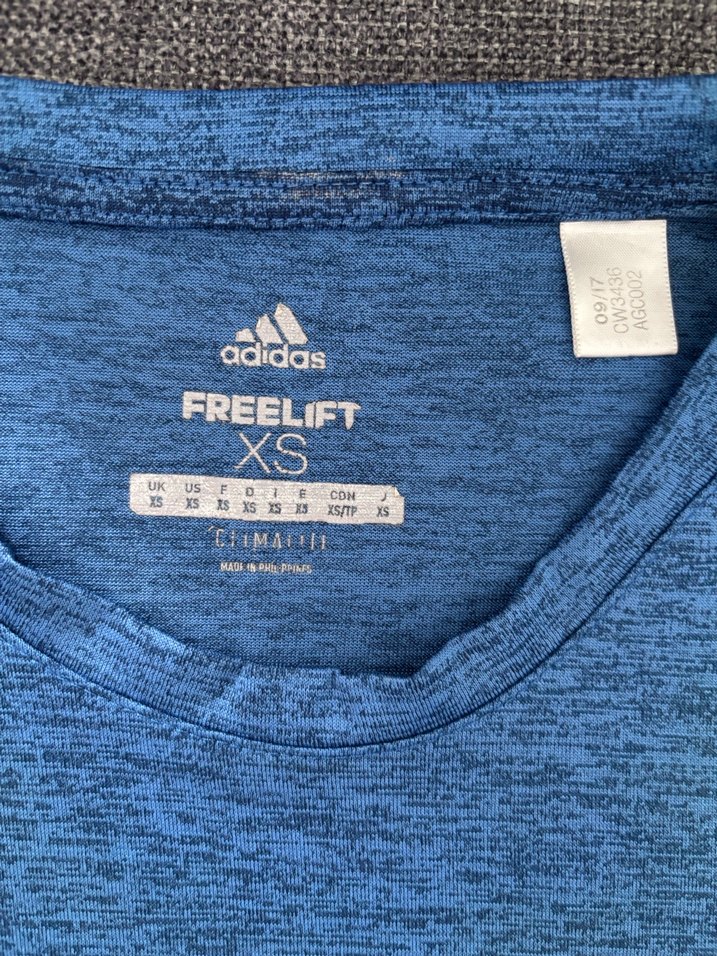 adidas
FREELIFT
XS
UK US F D I E CDN J
XS XS XS XS XS XS XS/TP XS
CLIMALITE
MADE IN PHILIPPINES
09/17
CW3436
AGC002